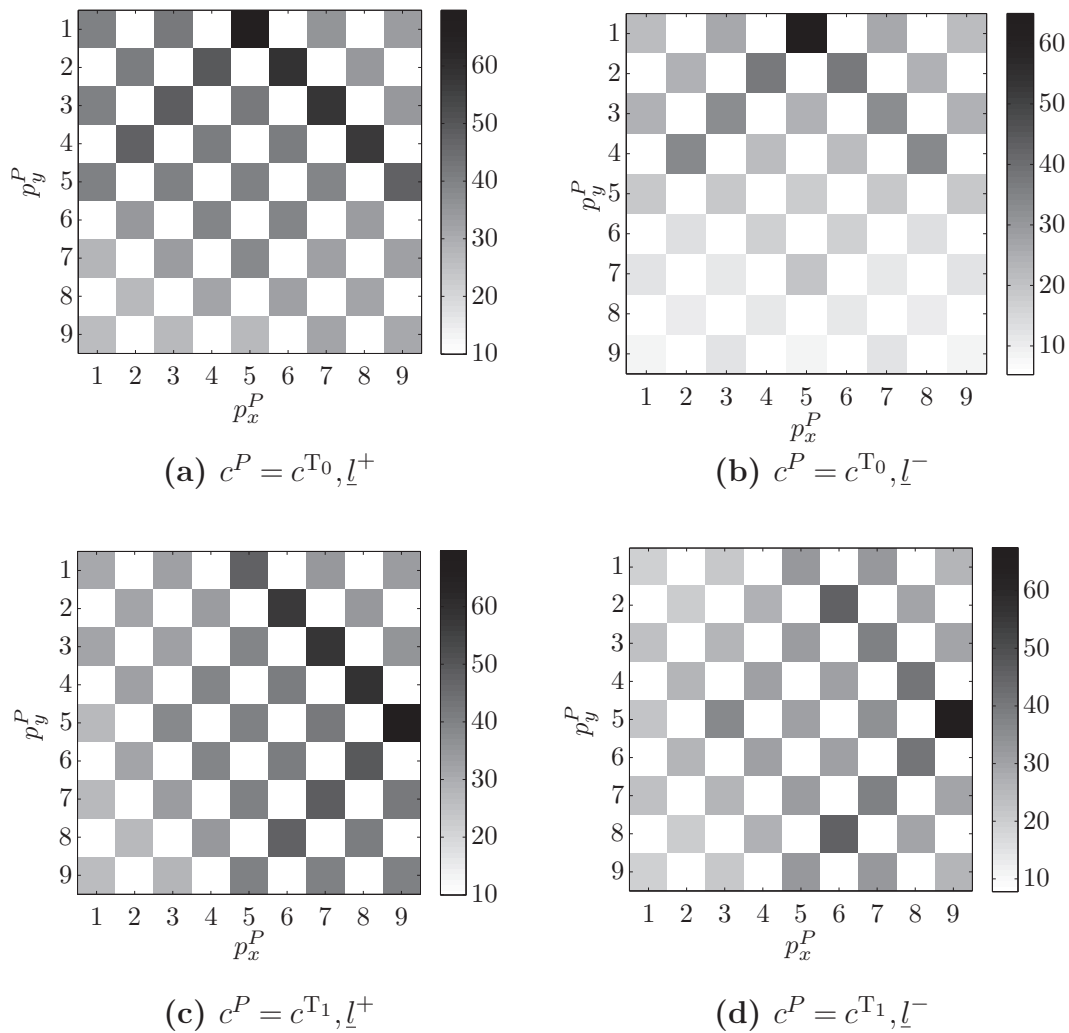 1 2 3 4 5 6 7 8 9
p_y^P
1 2 3 4 5 6 7 8 9
p_x^P
60 50 40 30 20 10
(a) c^P = c^{T_0}, \underline{l}^+
1 2 3 4 5 6 7 8 9
p_y^P
1 2 3 4 5 6 7 8 9
p_x^P
60 50 40 30 20 10
(b) c^P = c^{T_0}, \underline{l}^-
1 2 3 4 5 6 7 8 9
p_y^P
1 2 3 4 5 6 7 8 9
p_x^P
60 50 40 30 20 10
(c) c^P = c^{T_1}, \underline{l}^+
1 2 3 4 5 6 7 8 9
p_y^P
1 2 3 4 5 6 7 8 9
p_x^P
60 50 40 30 20 10
(d) c^P = c^{T_1}, \underline{l}^-